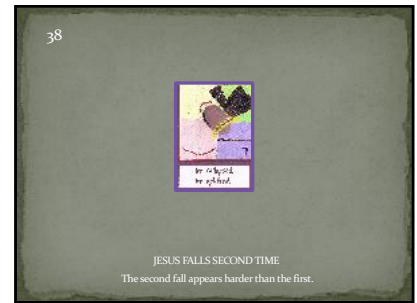 38
JESUS FALLS SECOND TIME
The second fall appears harder than the first.